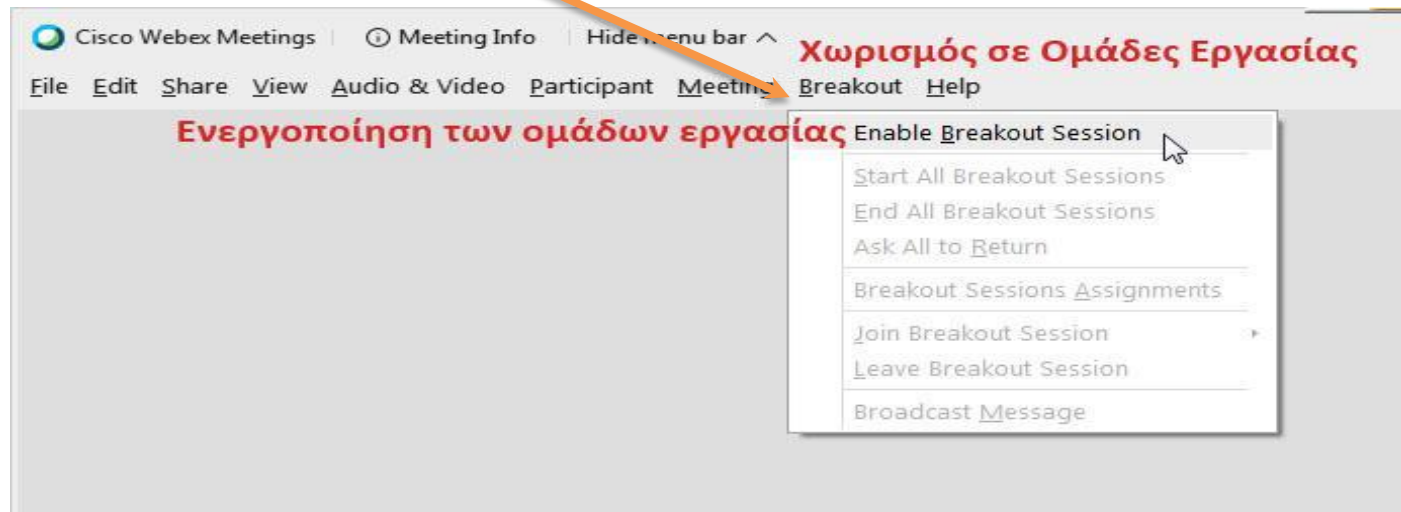 Cisco Webex Meetings Meeting Info Hide menu bar
Χωρισμός σε Ομάδες Εργασίας
File Edit Share View Audio & Video Participant Meeting Breakout Help
Ενεργοποίηση των ομάδων εργασίας Enable Breakout Session
Start All Breakout Sessions
End All Breakout Sessions
Ask All to Return
Breakout Sessions Assignments
Join Breakout Session
Leave Breakout Session
Broadcast Message